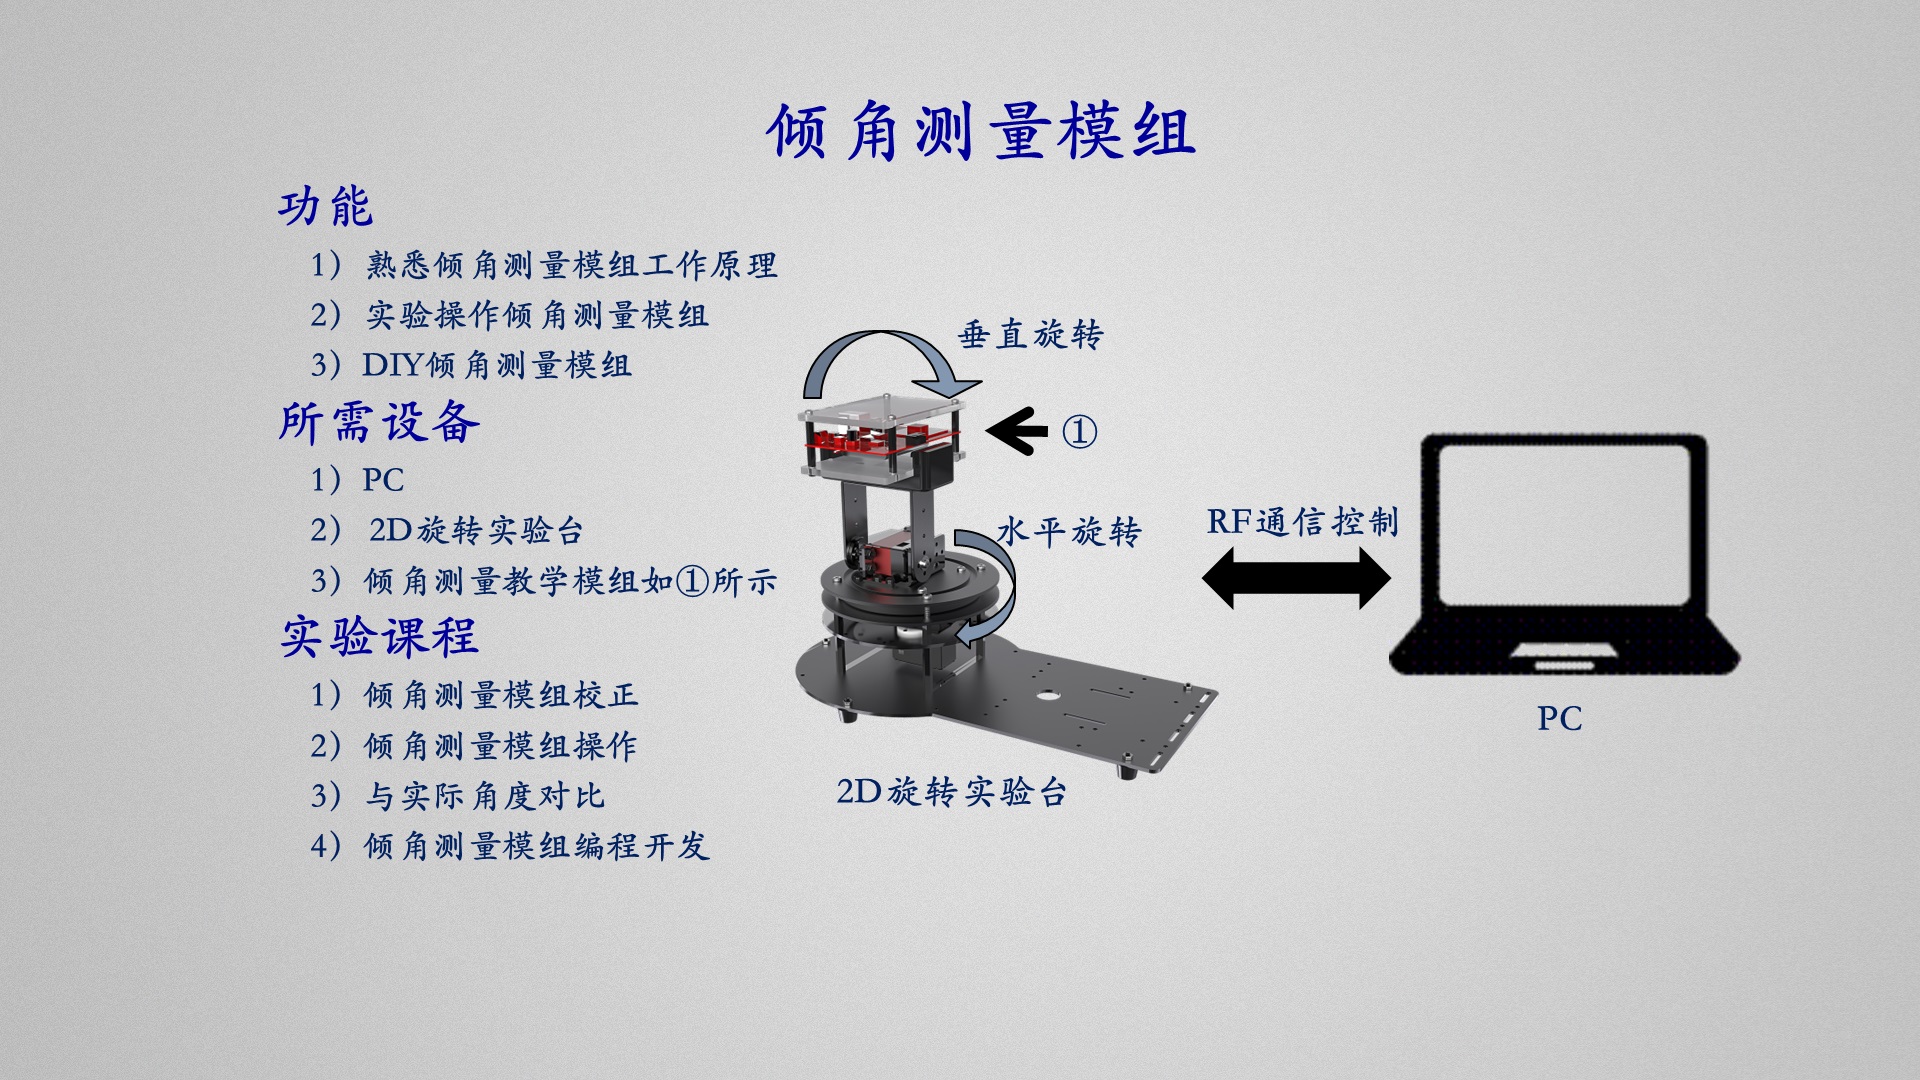 倾角测量模组
功能
1) 熟悉倾角测量模组工作原理
2) 实验操作倾角测量模组
3) DIY倾角测量模组
所需设备
1) PC
2) 2D旋转实验台
3) 倾角测量教学模组如①所示
实验课程
1) 倾角测量模组校正
2) 倾角测量模组操作
3) 与实际角度对比
4) 倾角测量模组编程开发
垂直旋转
①
水平旋转
2D旋转实验台
RF通信控制
PC